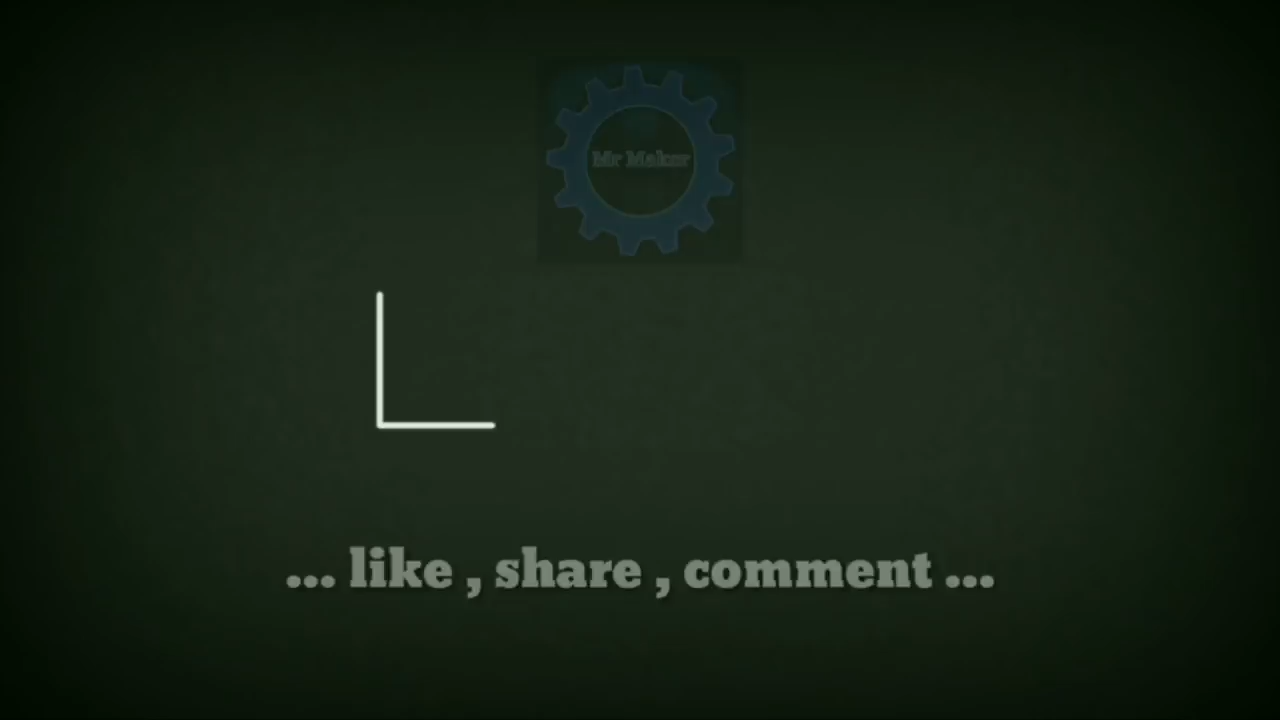 Mr Maker
... like , share , comment ...